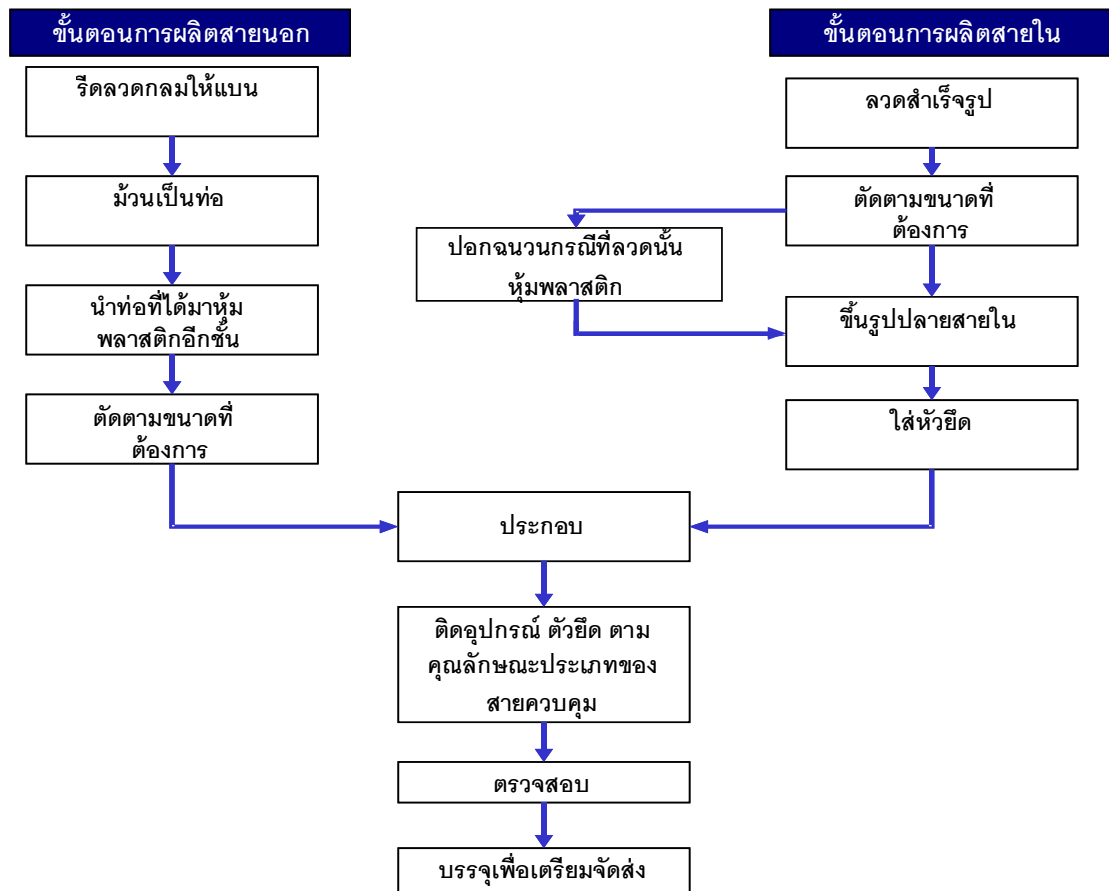 ขั้นตอนการผลิตสายนอก
รีดลวดกลมให้แบน
ม้วนเป็นท่อ
นำท่อที่ได้มาหุ้ม
พลาสติกอีกชั้น
ตัดตามขนาดที่
ต้องการ
ขั้นตอนการผลิตสายใน
ลวดสำเร็จรูป
ตัดตามขนาดที่
ต้องการ
ปอกฉนวนกรณีที่ลวดนั้น
หุ้มพลาสติก
ขึ้นรูปปลายสายใน
ใส่หัวยึด
ประกอบ
ติดอุปกรณ์ ตัวยึด ตาม
คุณลักษณะประเภทของ
สายควบคุม
ตรวจสอบ
บรรจุเพื่อเตรียมจัดส่ง